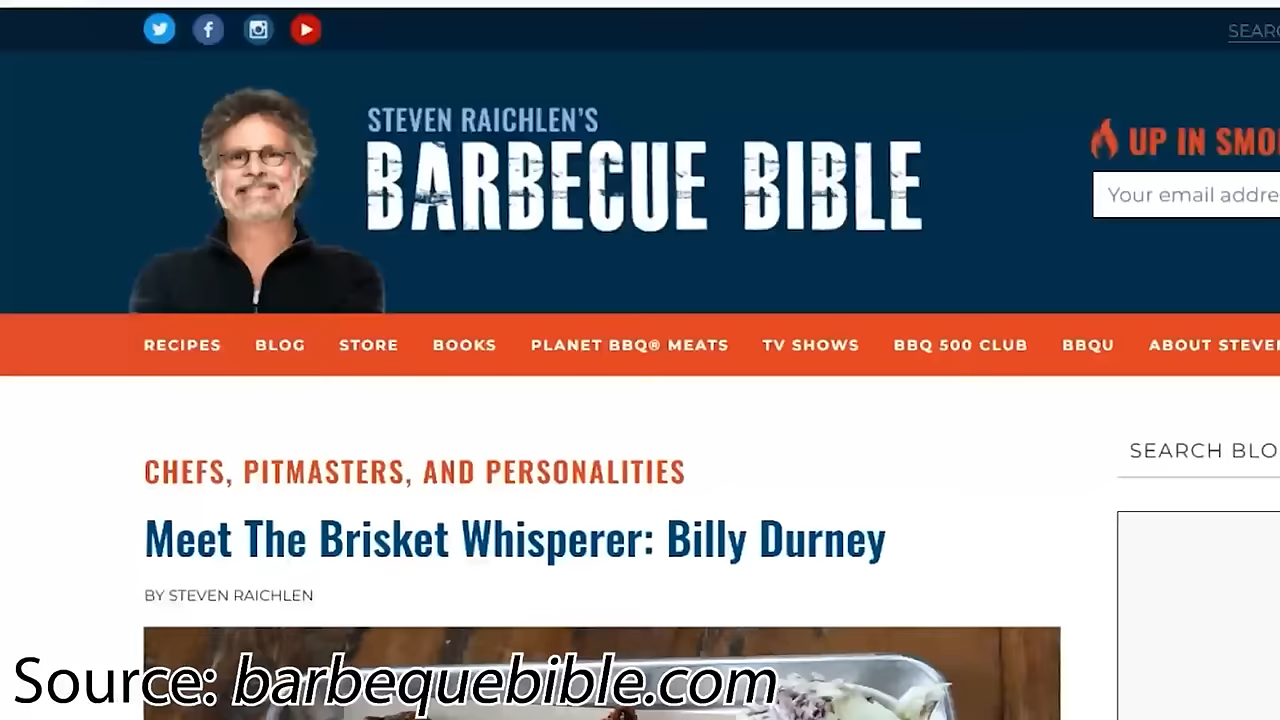 SEAR
STEVEN RAICHLEN'S
BARBECUE BIBLE
UP IN SMO
Your email addre
RECIPES BLOG STORE BOOKS PLANET BBQ® MEATS TV SHOWS BBQ 500 CLUB BBQU ABOUT STEVE
CHEFS, PITMASTERS, AND PERSONALITIES
SEARCH BLO
Meet The Brisket Whisperer: Billy Durney
BY STEVEN RAICHLEN
Source: barbequebible.com